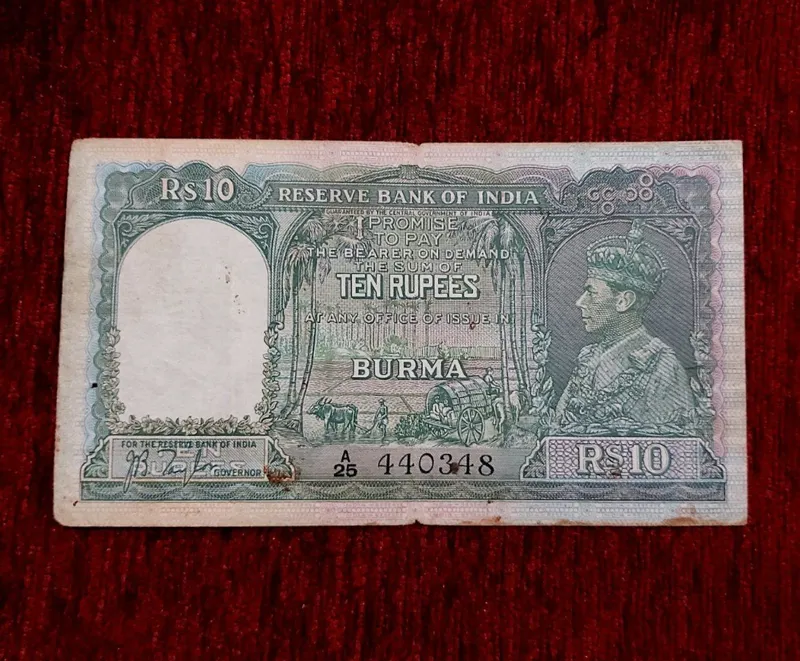 Rs 10
RESERVE BANK OF INDIA
GUARANTEED BY THE CENTRAL GOVERNMENT OF INDIA
I PROMISE
TO PAY
THE BEARER ON DEMAND
THE SUM OF
TEN RUPEES
AT ANY OFFICE OF ISSUE IN
BURMA
FOR THE RESERVE BANK OF INDIA
J B Taylor
GOVERNOR
A/25 440348
Rs 10